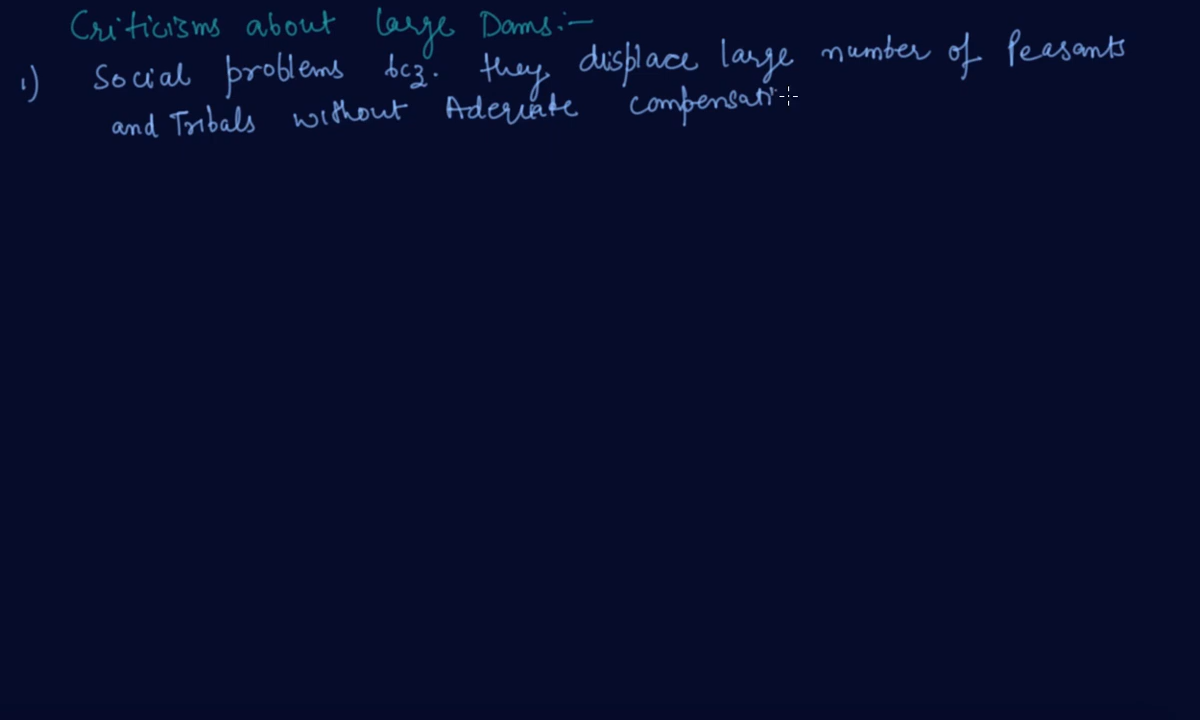 Criticisms about large Dams:-
1) Social problems bcz. they displace large number of Peasants
and Tribals without Adequate compensati